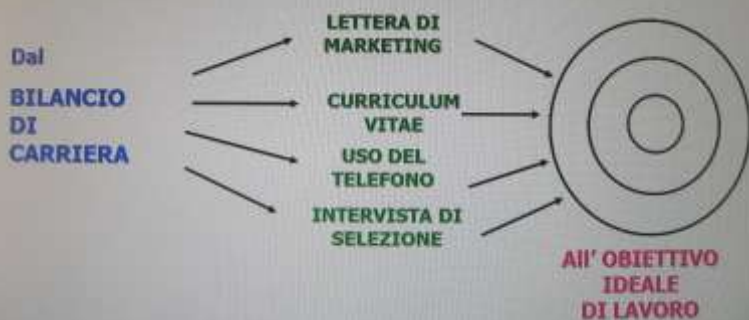 Dal
BILANCIO
DI
CARRIERA
LETTERA DI
MARKETING
CURRICULUM
VITAE
USO DEL
TELEFONO
INTERVISTA DI
SELEZIONE
All' OBIETTIVO
IDEALE
DI LAVORO